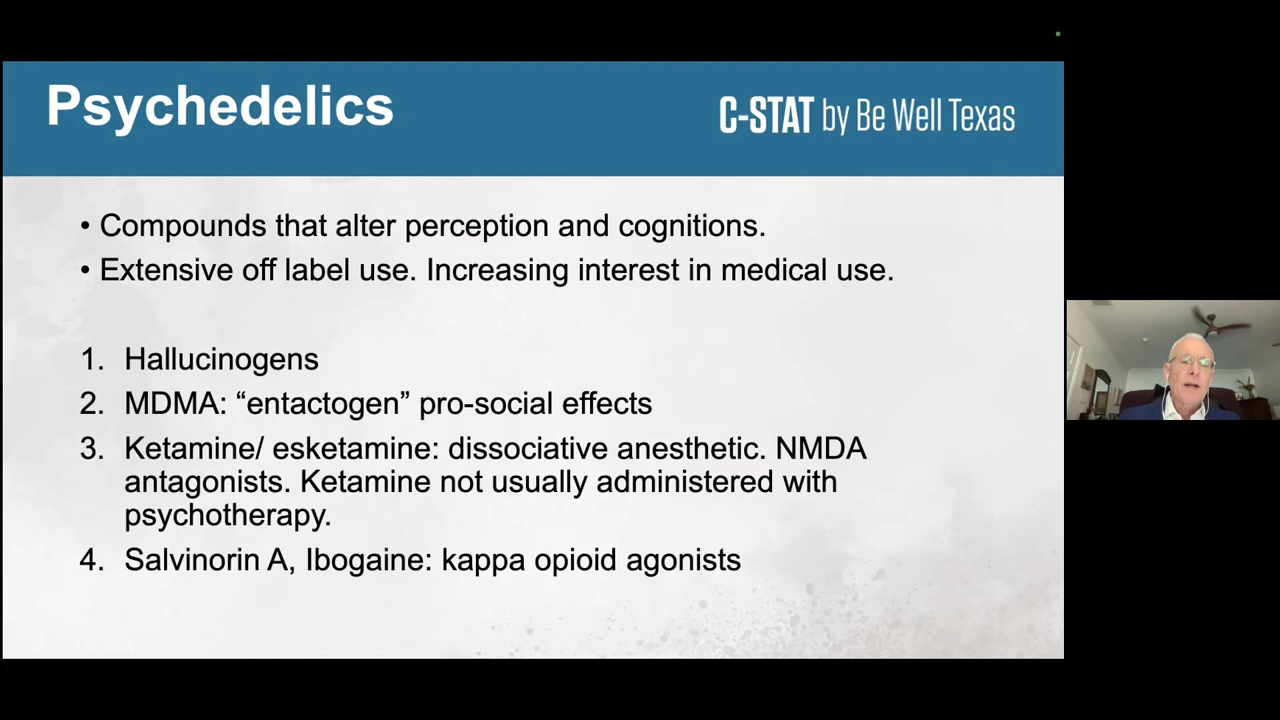 Psychedelics
C-STAT by Be Well Texas
• Compounds that alter perception and cognitions.
• Extensive off label use. Increasing interest in medical use.
1. Hallucinogens
2. MDMA: “entactogen” pro-social effects
3. Ketamine/ esketamine: dissociative anesthetic. NMDA
antagonists. Ketamine not usually administered with
psychotherapy.
4. Salvinorin A, Ibogaine: kappa opioid agonists